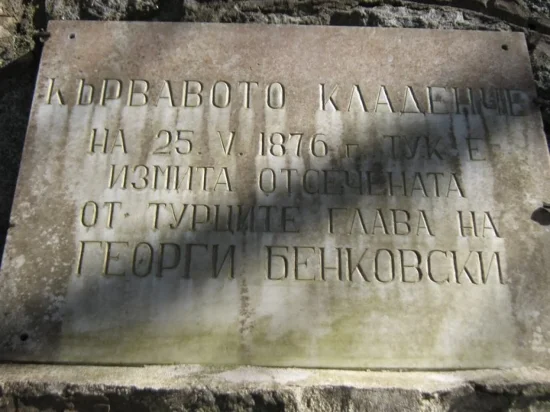 КЪРВАВОТО КЛАДЕНЧЕ
НА 25. V. 1876 г. ТУК Е
ИЗМИТА ОТСЕЧЕНАТА
ОТ ТУРЦИТЕ ГЛАВА НА
ГЕОРГИ БЕНКОВСКИ